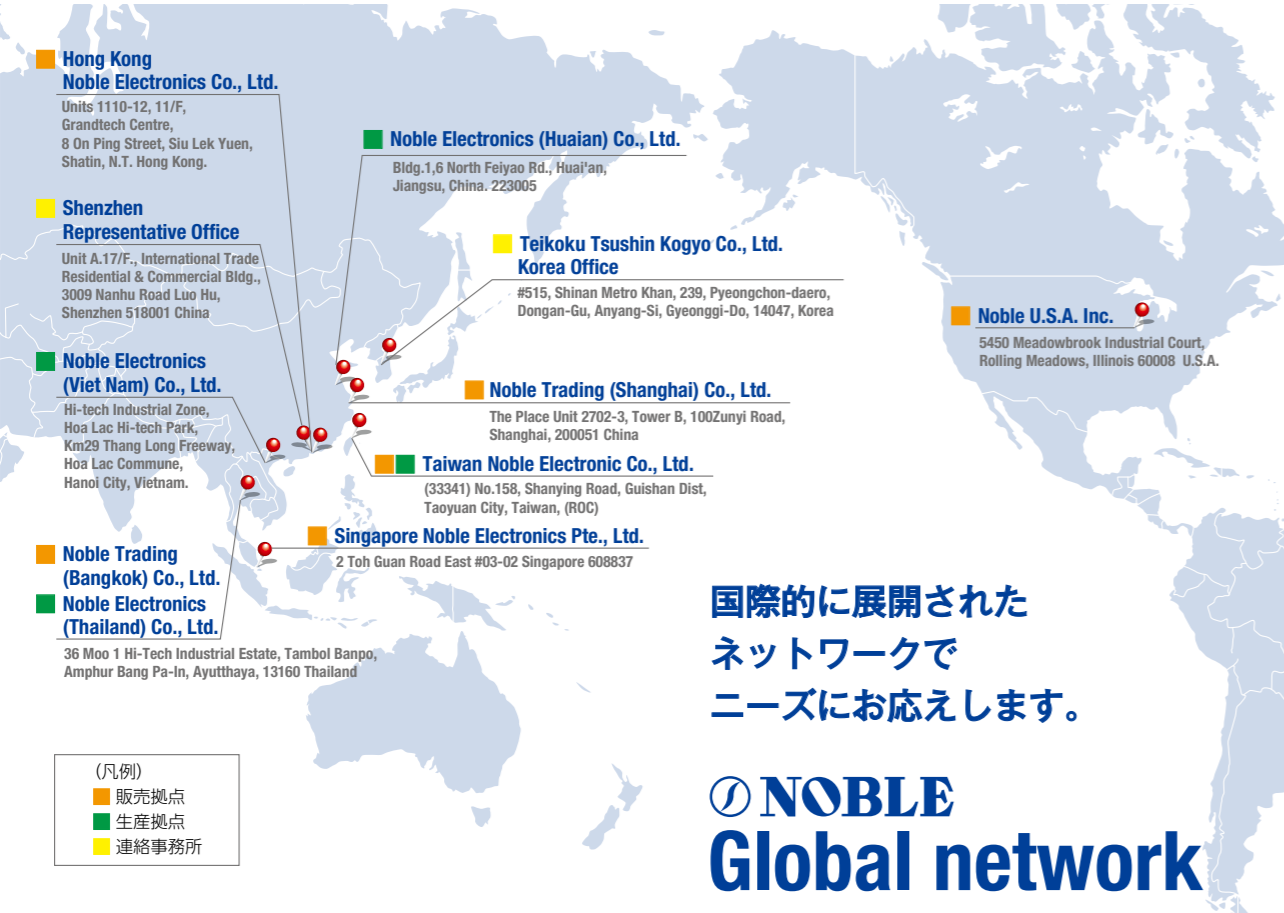 Hong Kong
Noble Electronics Co., Ltd.
Units 1110-12, 11/F,
Grandtech Centre,
8 On Ping Street, Siu Lek Yuen,
Shatin, N.T. Hong Kong.
Noble Electronics (Huaian) Co., Ltd.
Bldg.1,6 North Feiyao Rd., Huai'an,
Jiangsu, China. 223005
Shenzhen
Representative Office
Unit A.17/F., International Trade
Residential & Commercial Bldg.,
3009 Nanhu Road Luo Hu,
Shenzhen 518001 China
Teikoku Tsushin Kogyo Co., Ltd.
Korea Office
#515, Shinan Metro Khan, 239, Pyeongchon-daero,
Dongan-Gu, Anyang-Si, Gyeonggi-Do, 14047, Korea
Noble U.S.A. Inc.
5450 Meadowbrook Industrial Court,
Rolling Meadows, Illinois 60008 U.S.A.
Noble Electronics
(Viet Nam) Co., Ltd.
Hi-tech Industrial Zone,
Hoa Lac Hi-tech Park,
Km29 Thang Long Freeway,
Hoa Lac Commune,
Hanoi City, Vietnam.
Noble Trading (Shanghai) Co., Ltd.
The Place Unit 2702-3, Tower B, 100Zunyi Road,
Shanghai, 200051 China
Taiwan Noble Electronic Co., Ltd.
(33341) No.158, Shanying Road, Guishan Dist,
Taoyuan City, Taiwan, (ROC)
Singapore Noble Electronics Pte., Ltd.
2 Toh Guan Road East #03-02 Singapore 608837
Noble Trading
(Bangkok) Co., Ltd.
Noble Electronics
(Thailand) Co., Ltd.
36 Moo 1 Hi-Tech Industrial Estate, Tambol Banpo,
Amphur Bang Pa-In, Ayutthaya, 13160 Thailand
国際的に展開された
ネットワークで
ニーズにお応えします。
(凡例)
販売拠点
生産拠点
連絡事務所
NOBLE
Global network